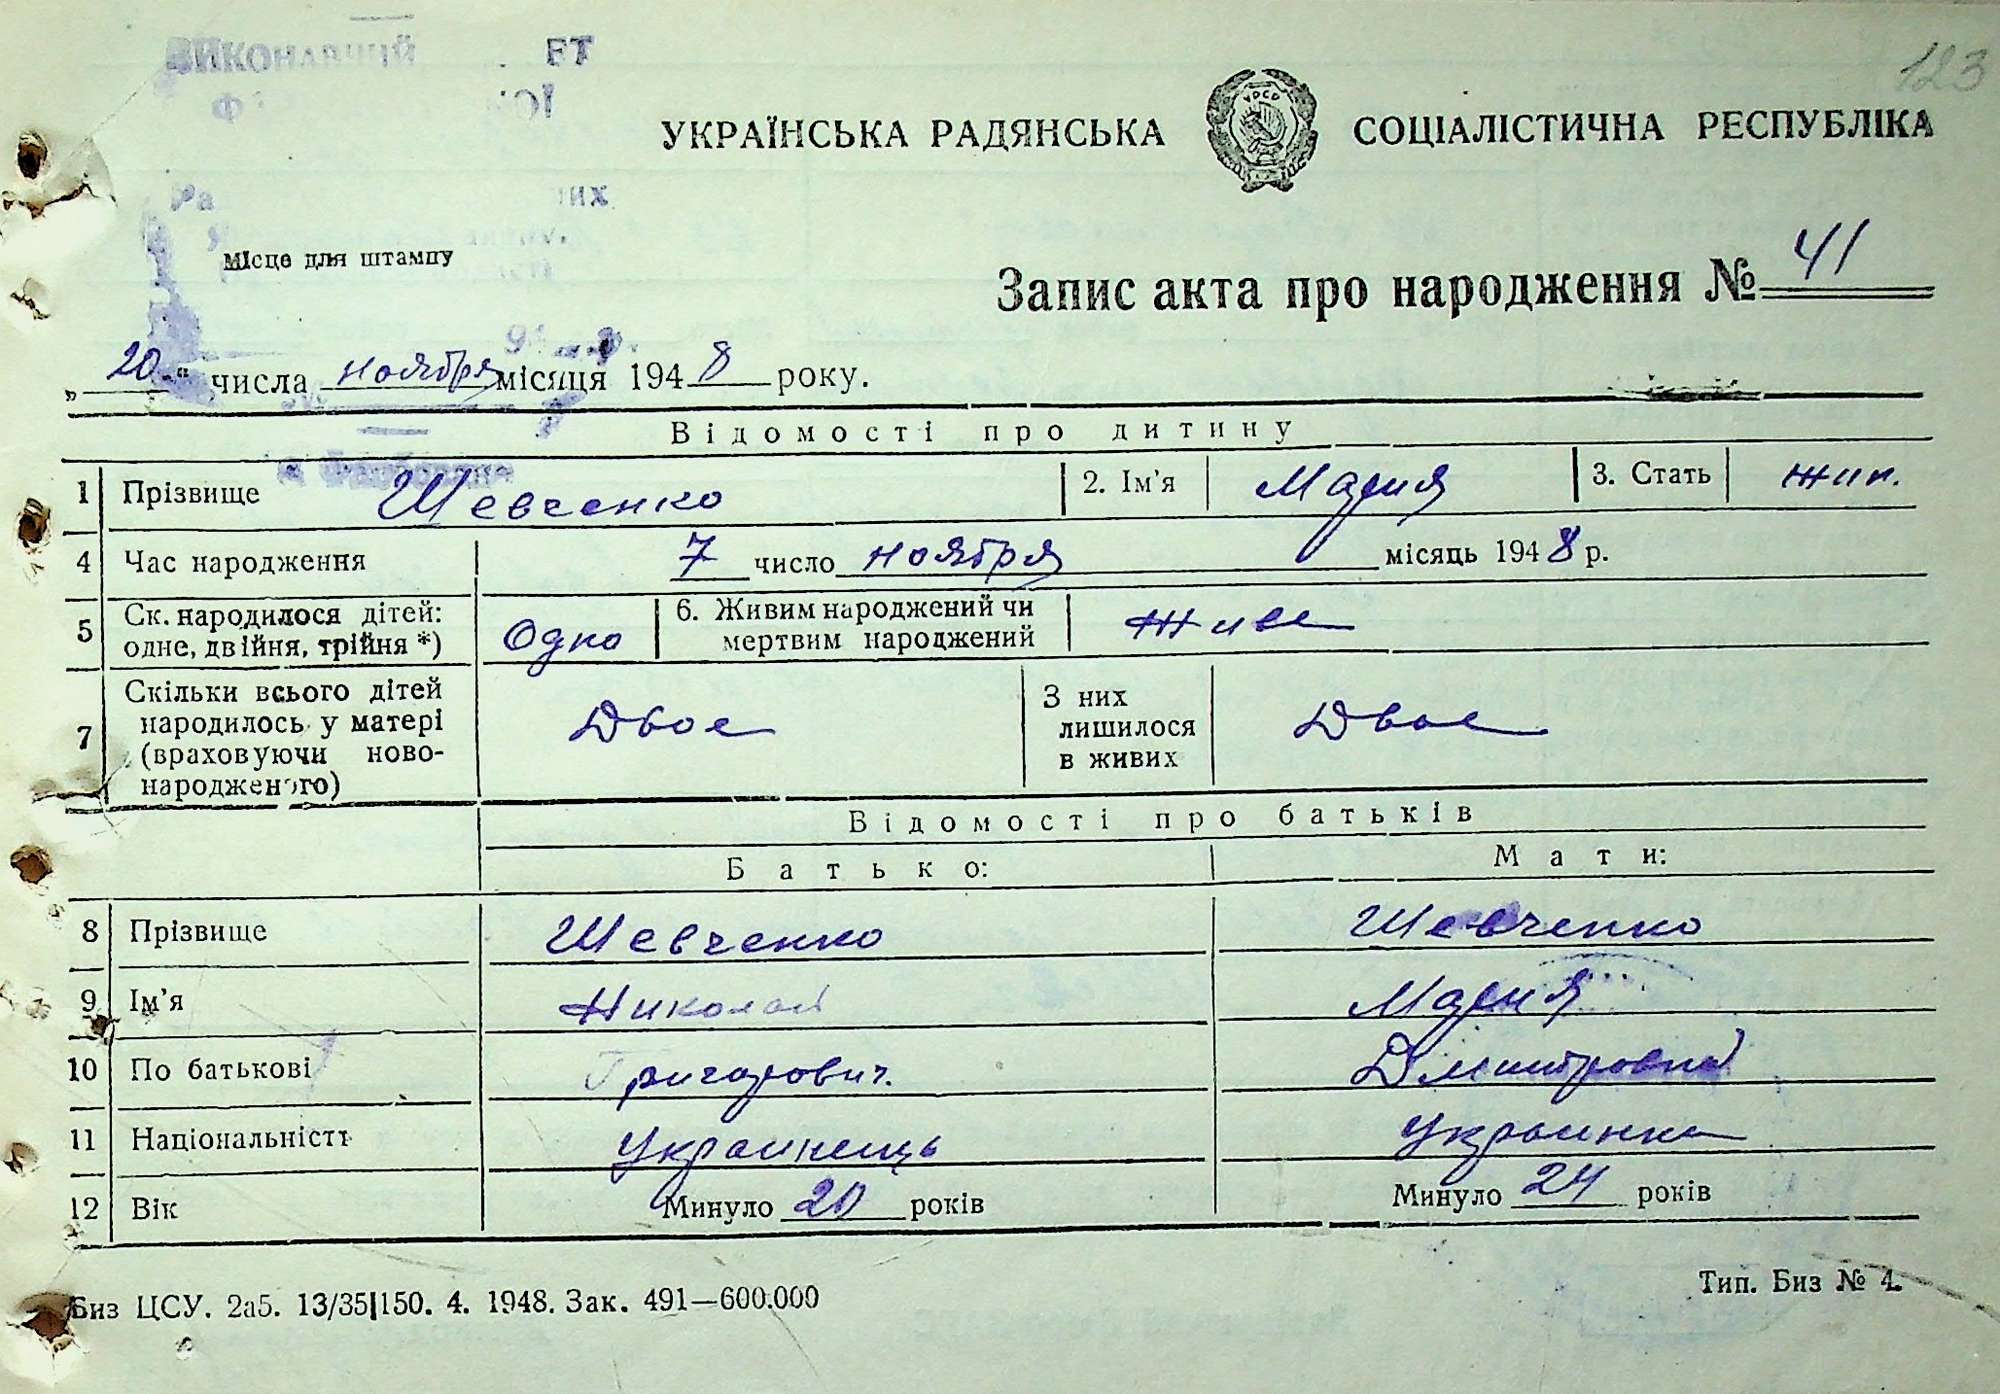 123
УКРАЇНСЬКА РАДЯНСЬКА СОЦІАЛІСТИЧНА РЕСПУБЛІКА
Місце для штампу
Запис акта про народження № 41
„20“ числа ноября місяця 1948 року.
Відомості про дитину
1 Прізвище Шевченко 2. Ім'я Мария 3. Стать жин.
4 Час народження 7 число ноября місяць 1948 р.
5 Ск. народилося дітей: одне, двійня, трійня *) Одно 6. Живим народжений чи мертвим народжений Живе
7 Скільки всього дітей народилось у матері (враховуючи новонародженого) Двое З них лишилося в живих Двое
Відомості про батьків
Батько: Мати:
8 Прізвище Шевченко Шевченко
9 Ім'я Николай Мария
10 По батькові Григорович. Дмитровна
11 Національність Украинець Украинка
12 Вік Минуло 20 років Минуло 24 років
Биз ЦСУ. 2а5. 13/35|150. 4. 1948. Зак. 491—600.000 Тип. Биз № 4.